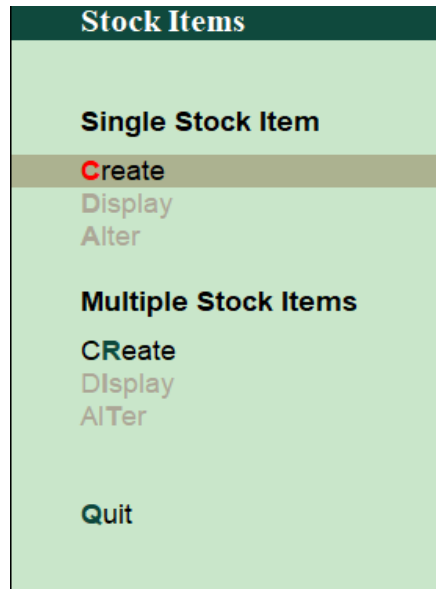 Stock Items
Single Stock Item
Create
Display
Alter
Multiple Stock Items
CReate
DIsplay
AlTer
Quit